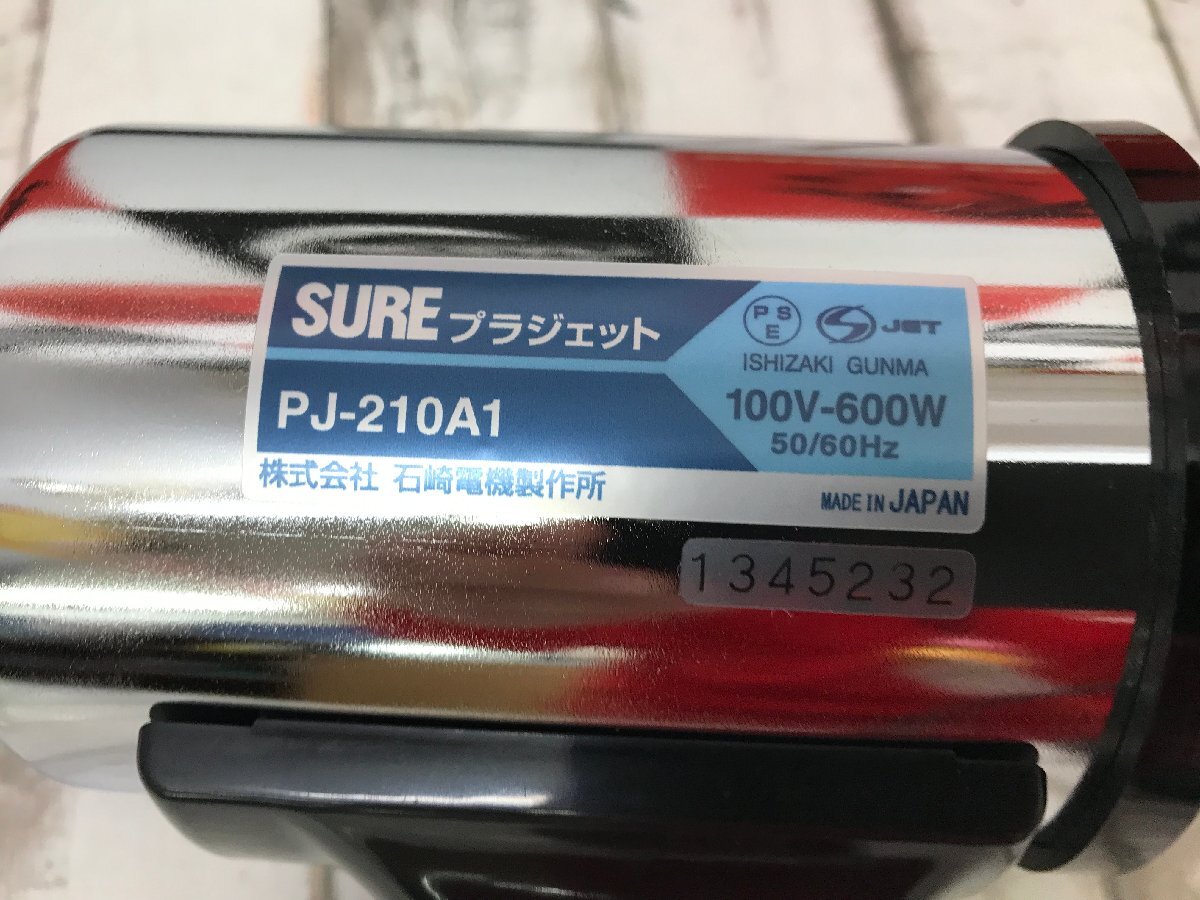 SURE プラジェット
PJ-210A1
PSE
S JET
ISHIZAKI GUNMA
100V-600W
50/60Hz
株式会社 石崎電機製作所
MADE IN JAPAN
1345232